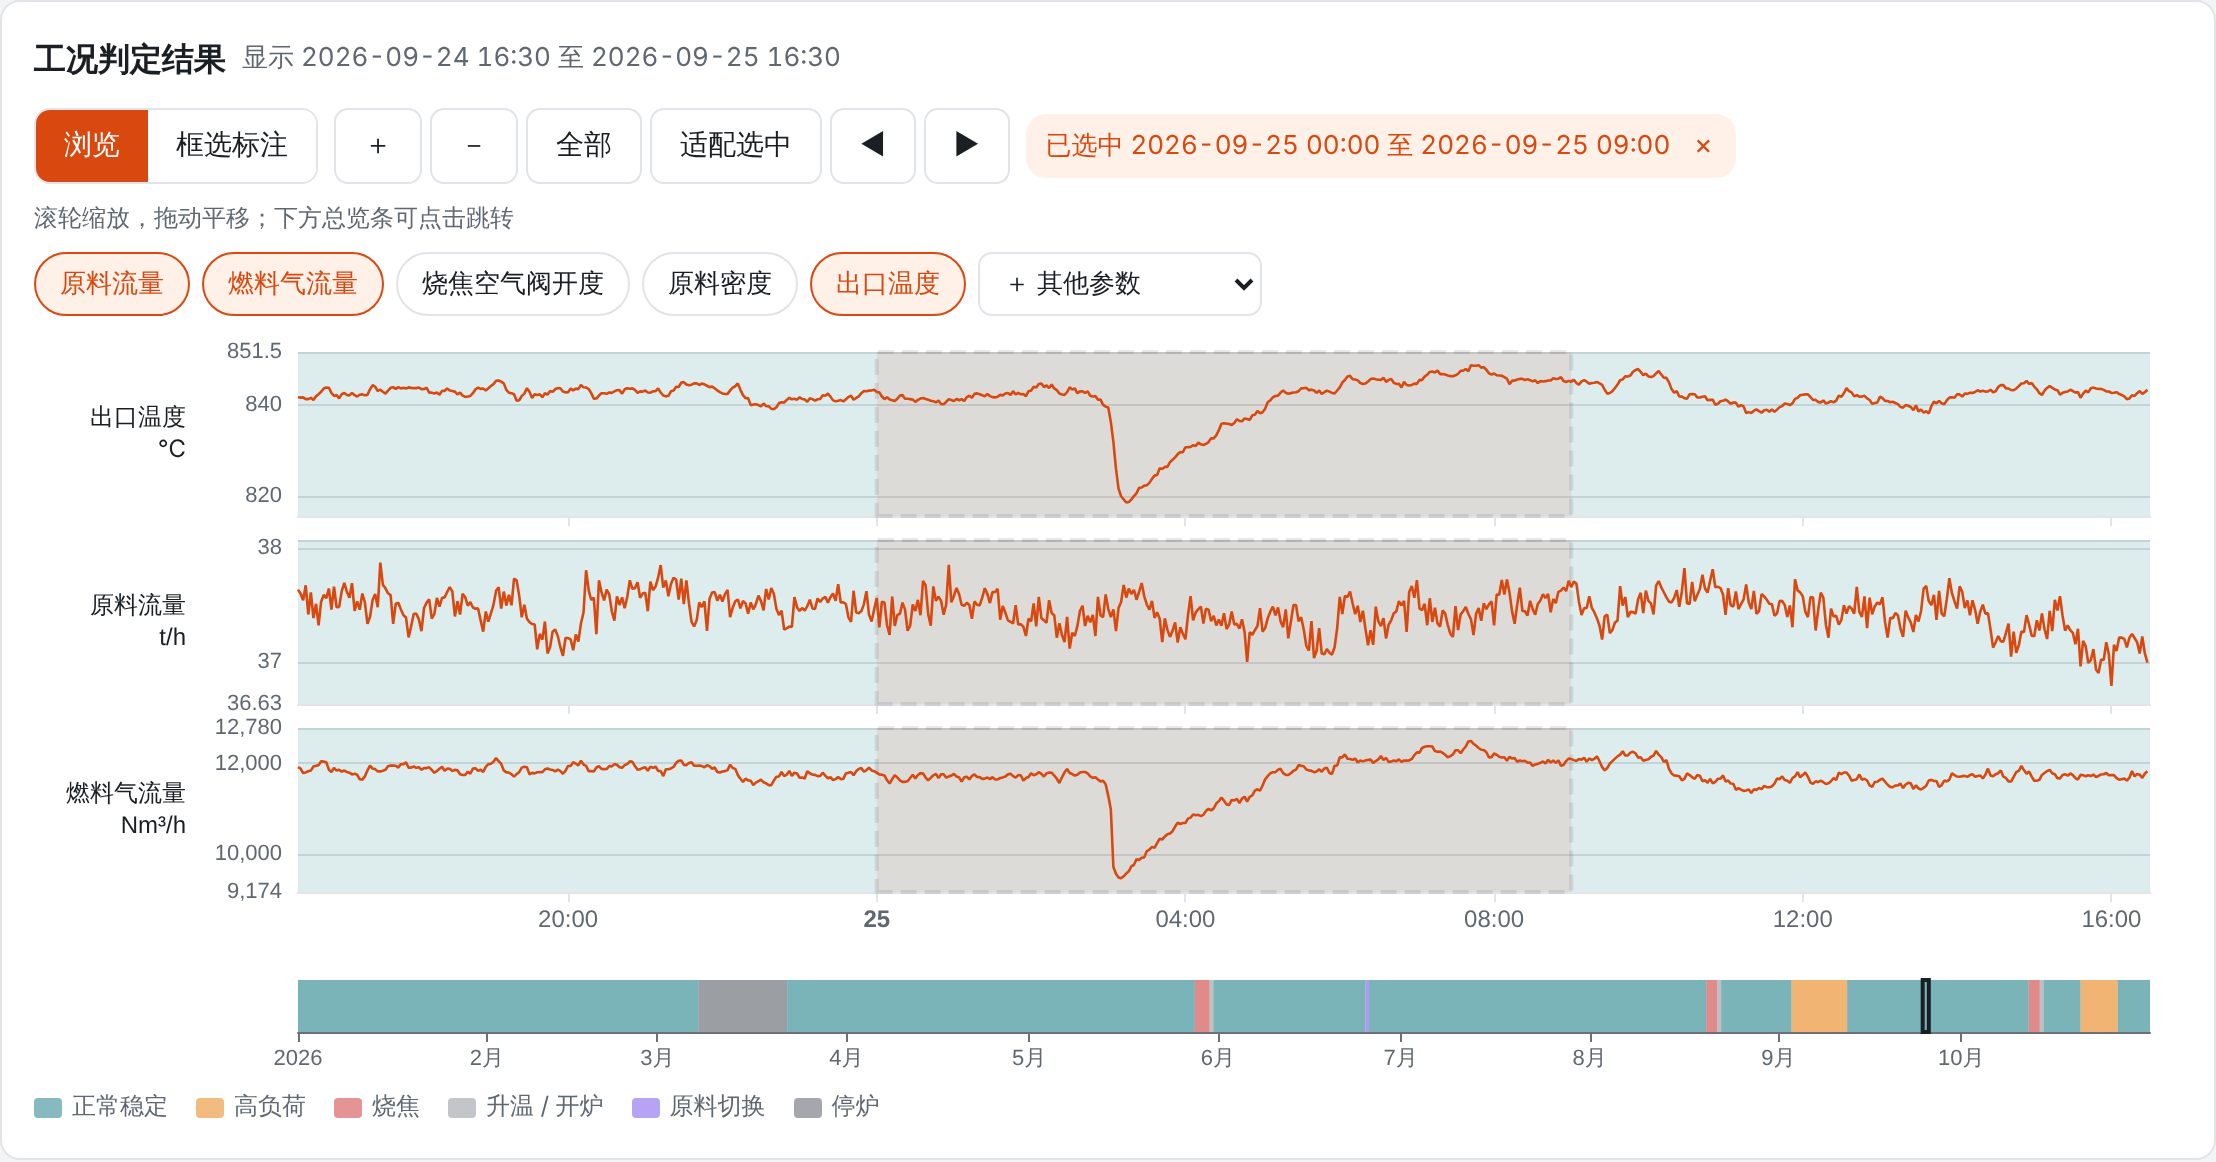 工况判定结果 显示 2026-09-24 16:30 至 2026-09-25 16:30
浏览 框选标注 + − 全部 适配选中 ◀ ▶ 已选中 2026-09-25 00:00 至 2026-09-25 09:00 ×
滚轮缩放，拖动平移；下方总览条可点击跳转
原料流量 燃料气流量 烧焦空气阀开度 原料密度 出口温度 + 其他参数
851.5
840
出口温度
°C
820
38
原料流量
t/h
37
36.63
12,780
12,000
燃料气流量
Nm³/h
10,000
9,174
20:00 25 04:00 08:00 12:00 16:00
2026 2月 3月 4月 5月 6月 7月 8月 9月 10月
正常稳定 高负荷 烧焦 升温 / 开炉 原料切换 停炉